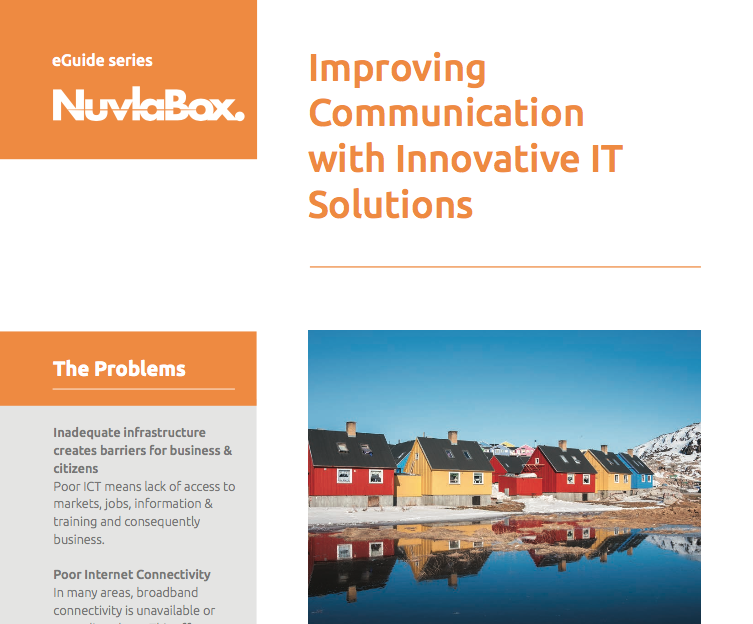 eGuide series
NuvlaBox.
Improving
Communication
with Innovative IT
Solutions
The Problems
Inadequate infrastructure
creates barriers for business &
citizens
Poor ICT means lack of access to
markets, jobs, information &
training and consequently
business.
Poor Internet Connectivity
In many areas, broadband
connectivity is unavailable or